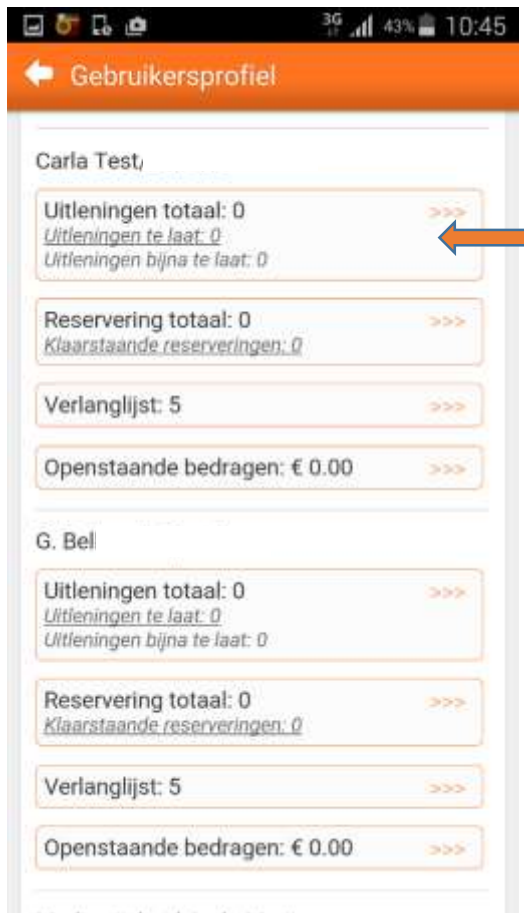 3G 43% 10:45
Gebruikersprofiel
Carla Test
Uitleningen totaal: 0 >>>
Uitleningen te laat: 0
Uitleningen bijna te laat: 0
Reservering totaal: 0 >>>
Klaarstaande reserveringen: 0
Verlanglijst: 5 >>>
Openstaande bedragen: € 0.00 >>>
G. Bel
Uitleningen totaal: 0 >>>
Uitleningen te laat: 0
Uitleningen bijna te laat: 0
Reservering totaal: 0 >>>
Klaarstaande reserveringen: 0
Verlanglijst: 5 >>>
Openstaande bedragen: € 0.00 >>>